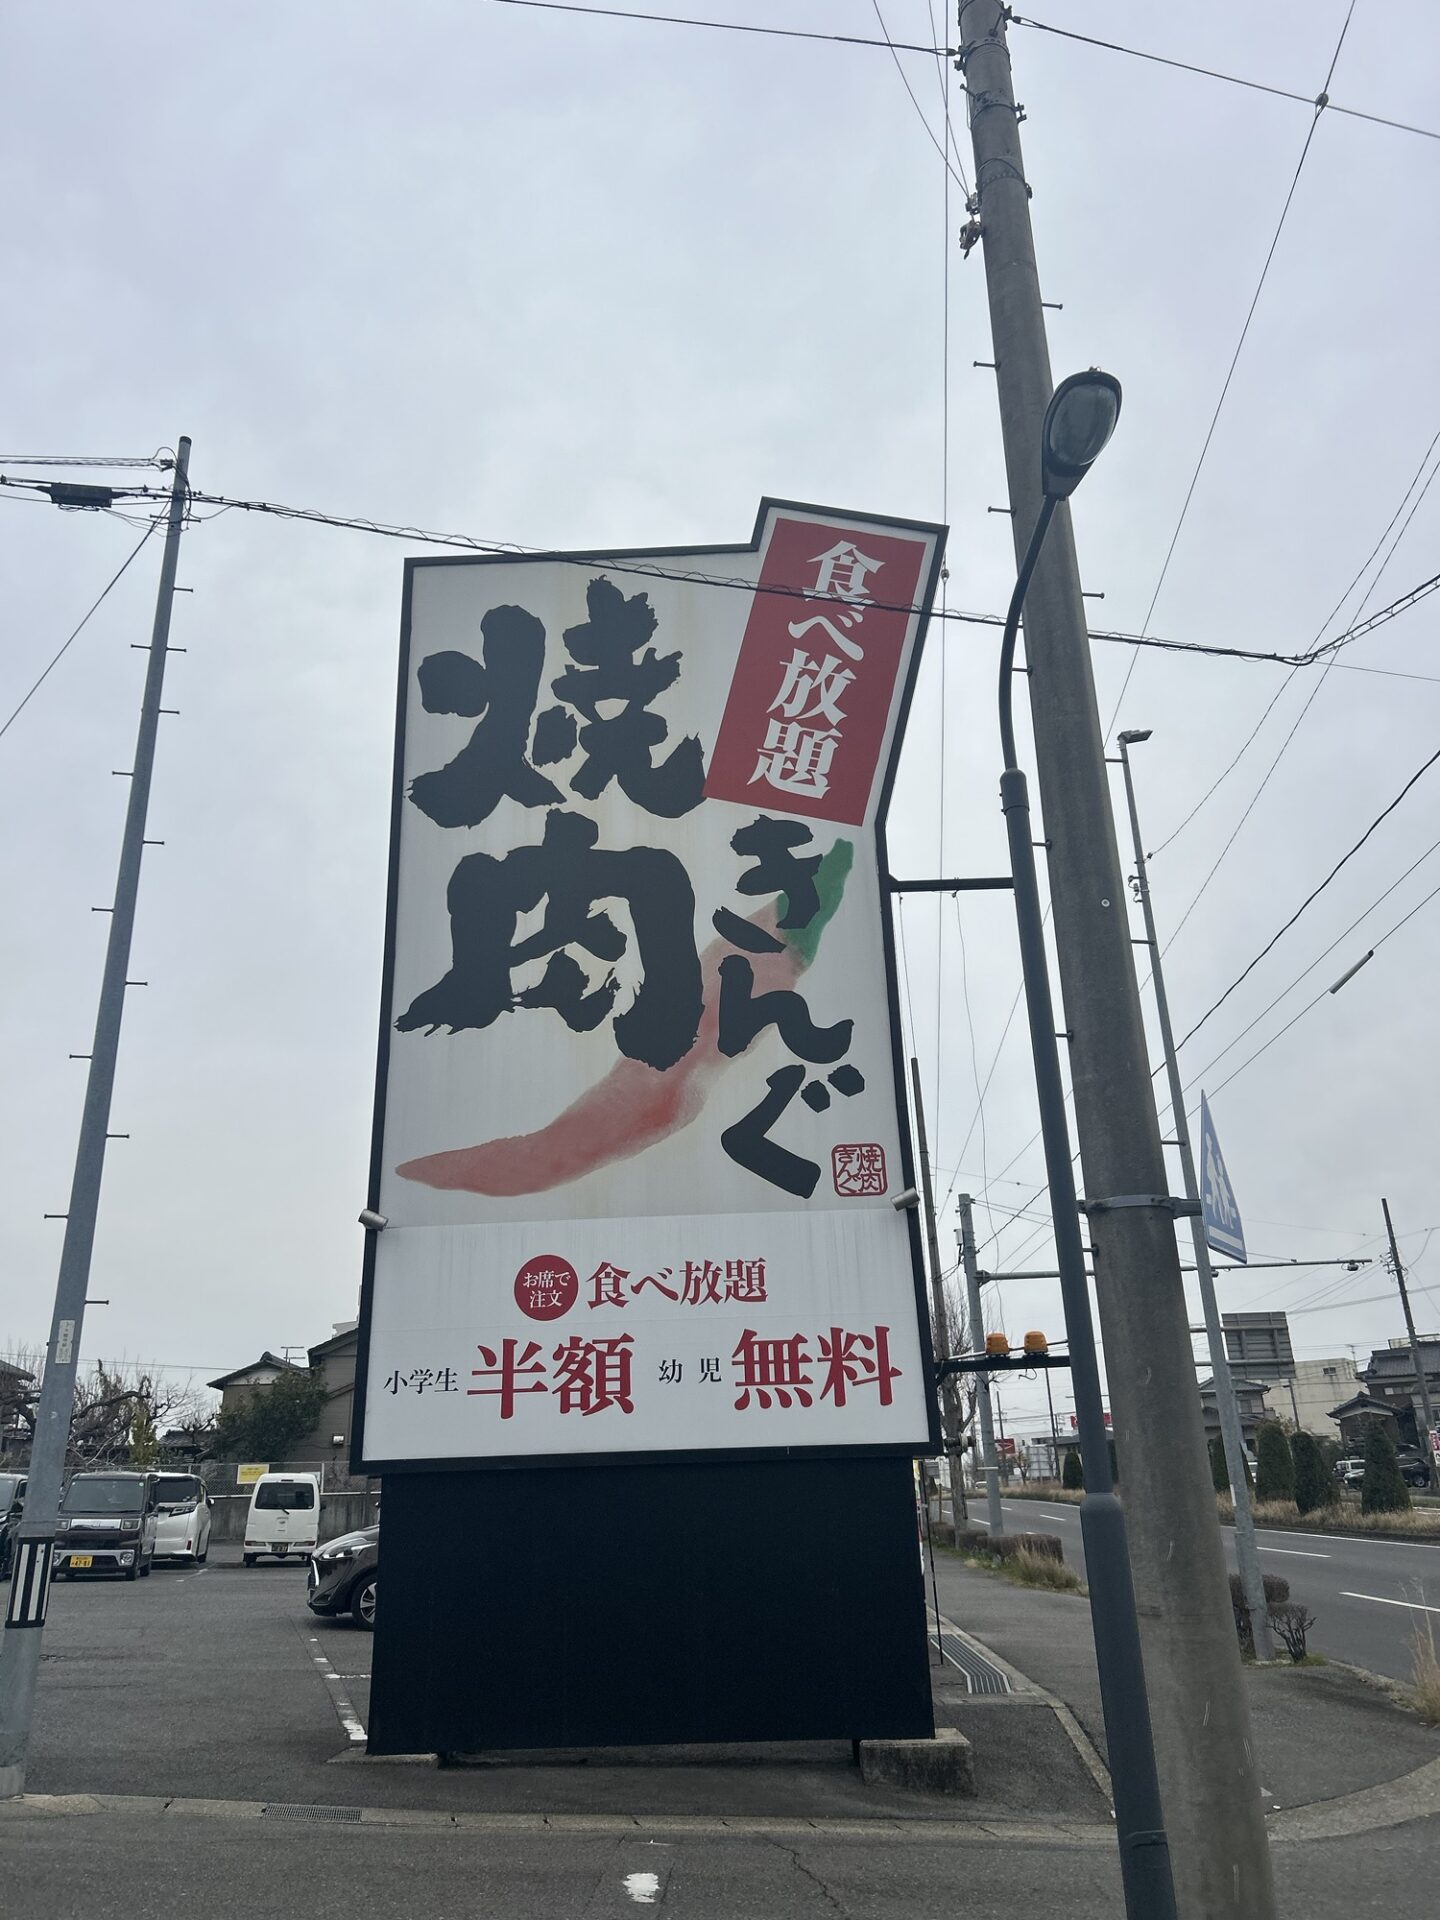 食べ放題
焼肉
きんぐ
焼肉
きんぐ
お席で
注文
食べ放題
小学生 半額 幼児 無料